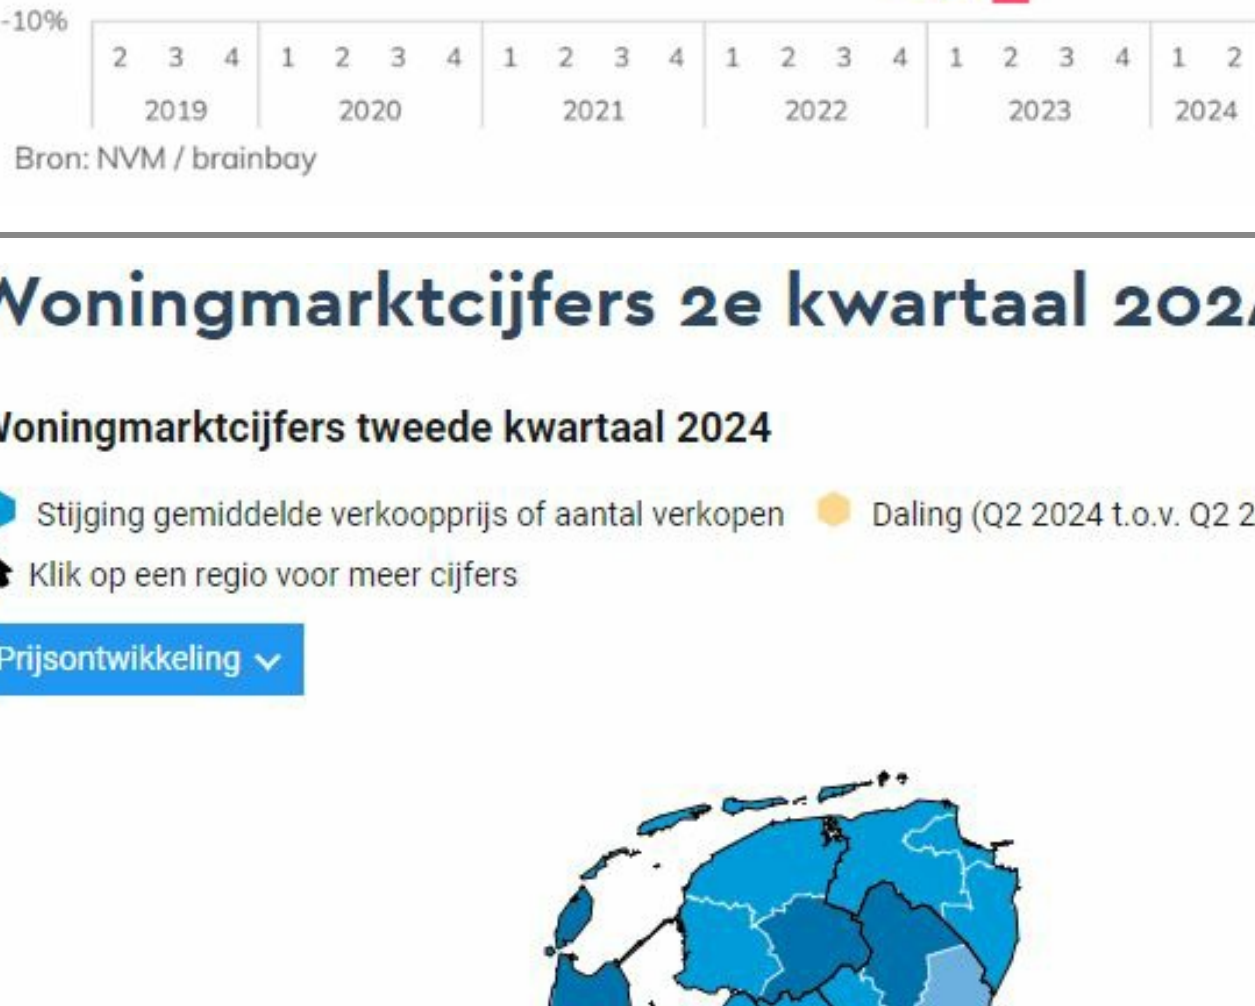 -10%
2 3 4 1 2 3 4 1 2 3 4 1 2 3 4 1 2 3 4 1 2
2019 2020 2021 2022 2023 2024
Bron: NVM / brainbay
Woningmarktcijfers 2e kwartaal 202
Woningmarktcijfers tweede kwartaal 2024
Stijging gemiddelde verkoopprijs of aantal verkopen Daling (Q2 2024 t.o.v. Q2 2
Klik op een regio voor meer cijfers
Prijsontwikkeling